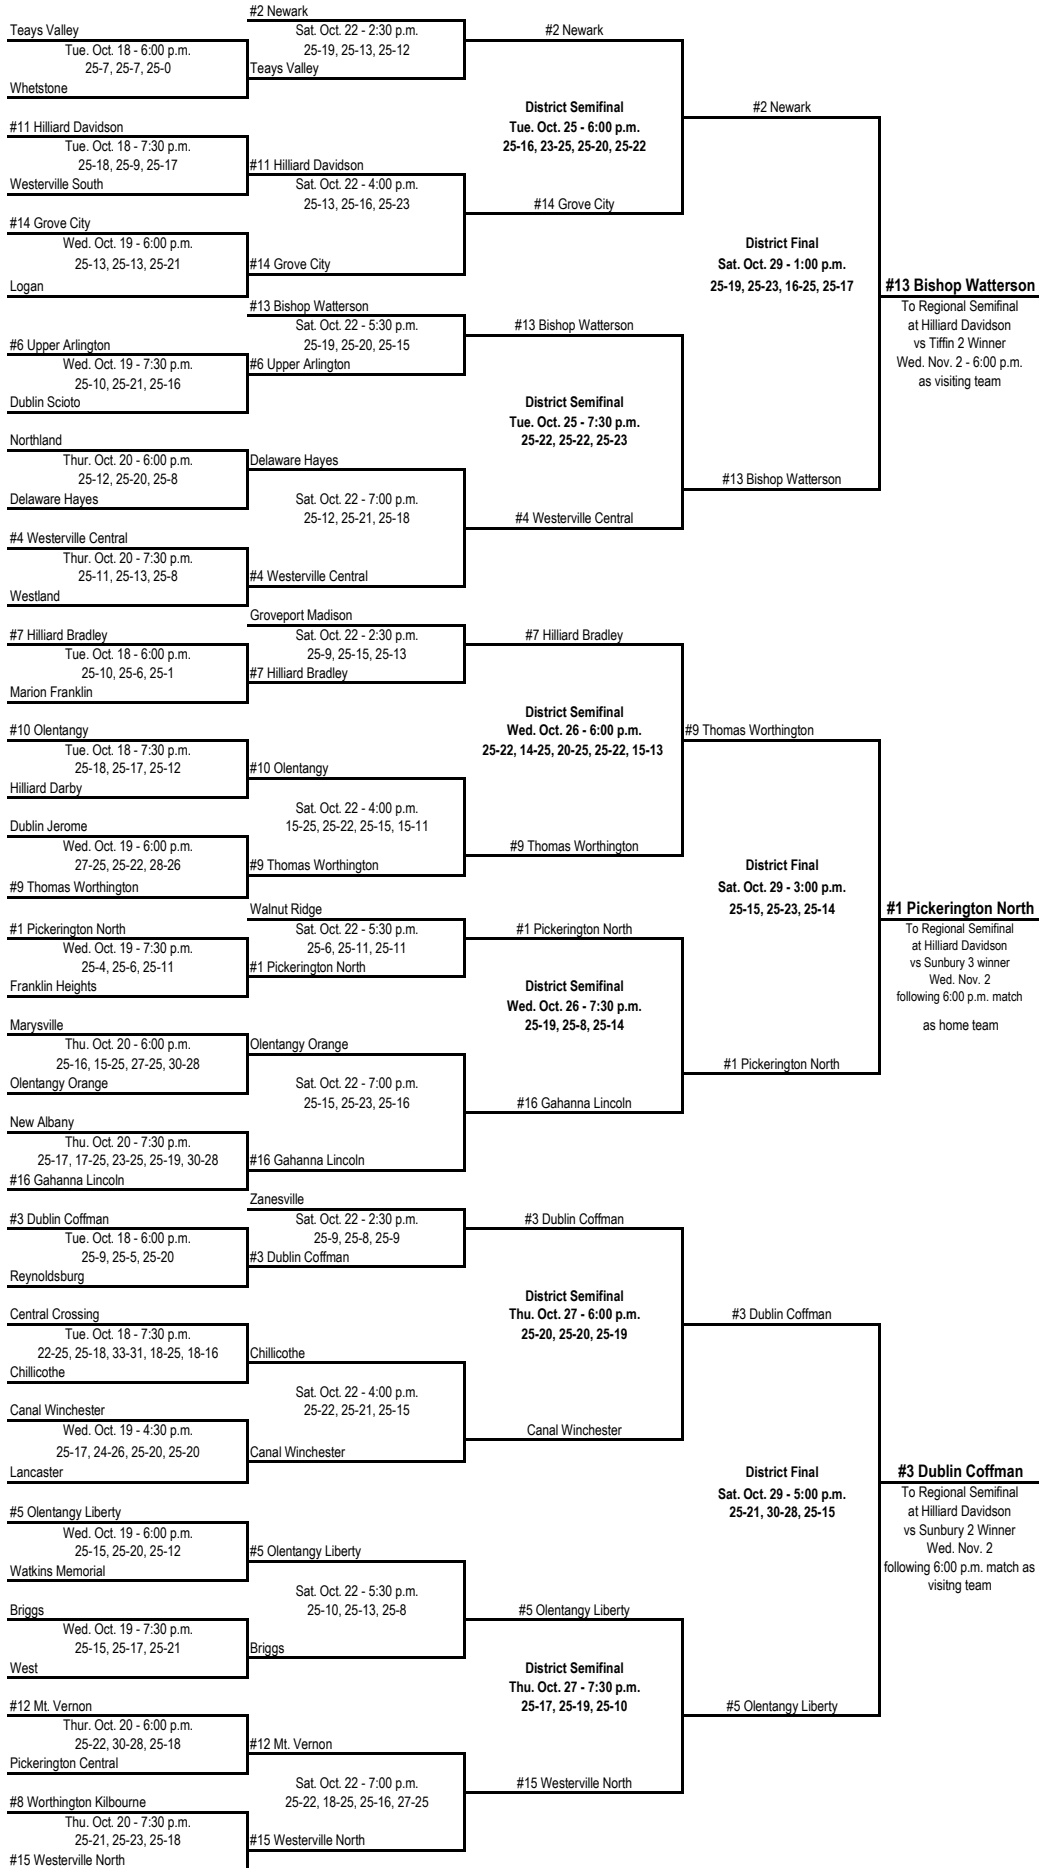 #2 Newark
Teays Valley
Sat. Oct. 22 - 2:30 p.m.
#2 Newark
Tue. Oct. 18 - 6:00 p.m.
25-19, 25-13, 25-12
25-7, 25-7, 25-0
Teays Valley
Whetstone
District Semifinal
#2 Newark
#11 Hilliard Davidson
Tue. Oct. 25 - 6:00 p.m.
Tue. Oct. 18 - 7:30 p.m.
25-16, 23-25, 25-20, 25-22
25-18, 25-9, 25-17
#11 Hilliard Davidson
Westerville South
Sat. Oct. 22 - 4:00 p.m.
25-13, 25-16, 25-23
#14 Grove City
#14 Grove City
Wed. Oct. 19 - 6:00 p.m.
District Final
25-13, 25-13, 25-21
#14 Grove City
Sat. Oct. 29 - 1:00 p.m.
Logan
25-19, 25-23, 16-25, 25-17
#13 Bishop Watterson
#13 Bishop Watterson
To Regional Semifinal
Sat. Oct. 22 - 5:30 p.m.
#13 Bishop Watterson
at Hilliard Davidson
#6 Upper Arlington
25-19, 25-20, 25-15
vs Tiffin 2 Winner
Wed. Oct. 19 - 7:30 p.m.
#6 Upper Arlington
Wed. Nov. 2 - 6:00 p.m.
25-10, 25-21, 25-16
as visiting team
Dublin Scioto
District Semifinal
Tue. Oct. 25 - 7:30 p.m.
Northland
25-22, 25-22, 25-23
Thur. Oct. 20 - 6:00 p.m.
Delaware Hayes
25-12, 25-20, 25-8
#13 Bishop Watterson
Delaware Hayes
Sat. Oct. 22 - 7:00 p.m.
25-12, 25-21, 25-18
#4 Westerville Central
#4 Westerville Central
Thur. Oct. 20 - 7:30 p.m.
25-11, 25-13, 25-8
#4 Westerville Central
Westland
Groveport Madison
#7 Hilliard Bradley
Sat. Oct. 22 - 2:30 p.m.
#7 Hilliard Bradley
Tue. Oct. 18 - 6:00 p.m.
25-9, 25-15, 25-13
25-10, 25-6, 25-1
#7 Hilliard Bradley
Marion Franklin
District Semifinal
#10 Olentangy
Wed. Oct. 26 - 6:00 p.m.
#9 Thomas Worthington
Tue. Oct. 18 - 7:30 p.m.
25-22, 14-25, 20-25, 25-22, 15-13
25-18, 25-17, 25-12
#10 Olentangy
Hilliard Darby
Sat. Oct. 22 - 4:00 p.m.
Dublin Jerome
15-25, 25-22, 25-15, 15-11
Wed. Oct. 19 - 6:00 p.m.
#9 Thomas Worthington
27-25, 25-22, 28-26
#9 Thomas Worthington
District Final
#9 Thomas Worthington
Sat. Oct. 29 - 3:00 p.m.
Walnut Ridge
25-15, 25-23, 25-14
#1 Pickerington North
#1 Pickerington North
Sat. Oct. 22 - 5:30 p.m.
#1 Pickerington North
To Regional Semifinal
Wed. Oct. 19 - 7:30 p.m.
25-6, 25-11, 25-11
at Hilliard Davidson
25-4, 25-6, 25-11
#1 Pickerington North
vs Sunbury 3 winner
Franklin Heights
District Semifinal
Wed. Nov. 2
Wed. Oct. 26 - 7:30 p.m.
following 6:00 p.m. match
Marysville
25-19, 25-8, 25-14
as home team
Thu. Oct. 20 - 6:00 p.m.
Olentangy Orange
25-16, 15-25, 27-25, 30-28
#1 Pickerington North
Olentangy Orange
Sat. Oct. 22 - 7:00 p.m.
25-15, 25-23, 25-16
#16 Gahanna Lincoln
New Albany
Thu. Oct. 20 - 7:30 p.m.
25-17, 17-25, 23-25, 25-19, 30-28
#16 Gahanna Lincoln
#16 Gahanna Lincoln
Zanesville
#3 Dublin Coffman
Sat. Oct. 22 - 2:30 p.m.
#3 Dublin Coffman
Tue. Oct. 18 - 6:00 p.m.
25-9, 25-8, 25-9
25-9, 25-5, 25-20
#3 Dublin Coffman
Reynoldsburg
District Semifinal
Central Crossing
Thu. Oct. 27 - 6:00 p.m.
#3 Dublin Coffman
Tue. Oct. 18 - 7:30 p.m.
25-20, 25-20, 25-19
22-25, 25-18, 33-31, 18-25, 18-16
Chillicothe
Chillicothe
Sat. Oct. 22 - 4:00 p.m.
Canal Winchester
25-22, 25-21, 25-15
Wed. Oct. 19 - 4:30 p.m.
Canal Winchester
25-17, 24-26, 25-20, 25-20
Canal Winchester
Lancaster
District Final
#3 Dublin Coffman
Sat. Oct. 29 - 5:00 p.m.
To Regional Semifinal
#5 Olentangy Liberty
25-21, 30-28, 25-15
at Hilliard Davidson
Wed. Oct. 19 - 6:00 p.m.
vs Sunbury 2 Winner
25-15, 25-20, 25-12
#5 Olentangy Liberty
Wed. Nov. 2
Watkins Memorial
following 6:00 p.m. match as
Sat. Oct. 22 - 5:30 p.m.
visitng team
25-10, 25-13, 25-8
Briggs
#5 Olentangy Liberty
Wed. Oct. 19 - 7:30 p.m.
25-15, 25-17, 25-21
Briggs
West
District Semifinal
Thu. Oct. 27 - 7:30 p.m.
#12 Mt. Vernon
25-17, 25-19, 25-10
#5 Olentangy Liberty
Thur. Oct. 20 - 6:00 p.m.
25-22, 30-28, 25-18
#12 Mt. Vernon
Pickerington Central
Sat. Oct. 22 - 7:00 p.m.
#15 Westerville North
#8 Worthington Kilbourne
25-22, 18-25, 25-16, 27-25
Thu. Oct. 20 - 7:30 p.m.
25-21, 25-23, 25-18
#15 Westerville North
#15 Westerville North